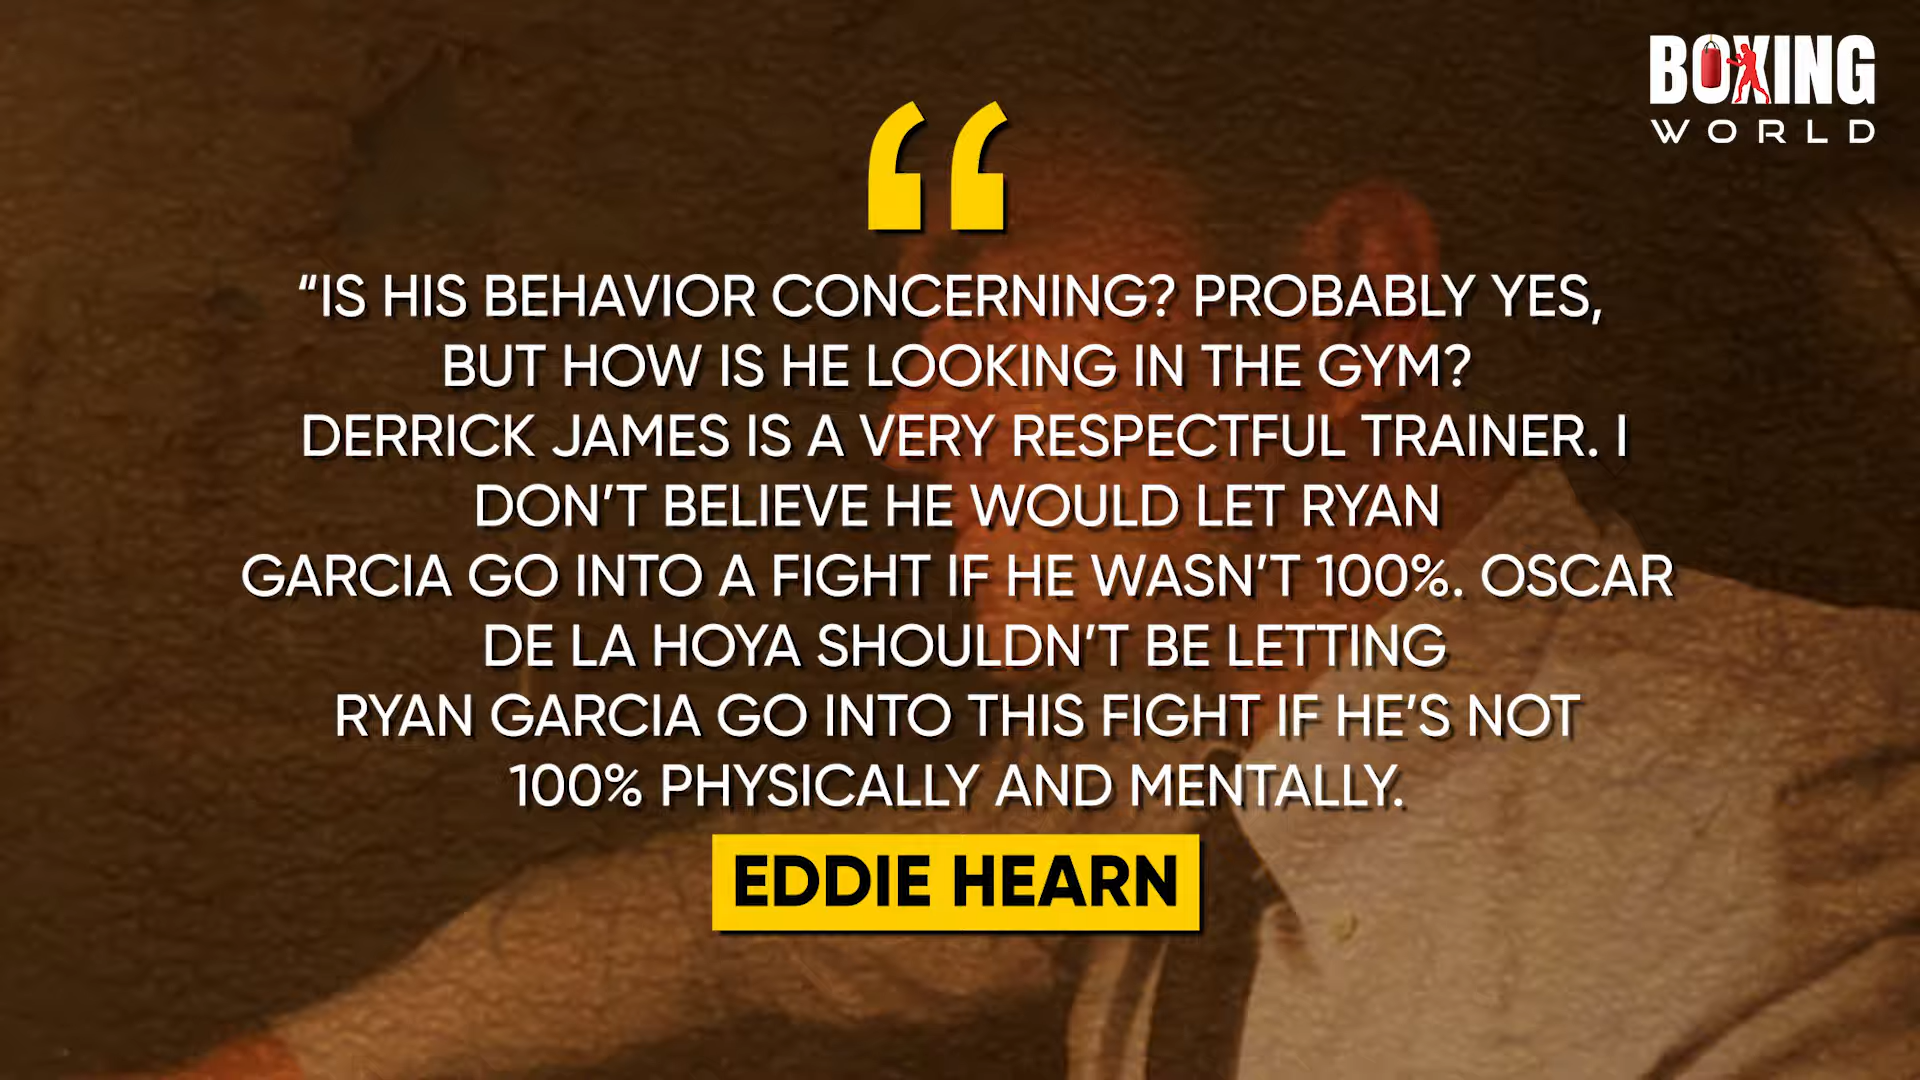 BOXING
WORLD
“
“IS HIS BEHAVIOR CONCERNING? PROBABLY YES,
BUT HOW IS HE LOOKING IN THE GYM?
DERRICK JAMES IS A VERY RESPECTFUL TRAINER. I
DON’T BELIEVE HE WOULD LET RYAN
GARCIA GO INTO A FIGHT IF HE WASN’T 100%. OSCAR
DE LA HOYA SHOULDN’T BE LETTING
RYAN GARCIA GO INTO THIS FIGHT IF HE’S NOT
100% PHYSICALLY AND MENTALLY.
EDDIE HEARN